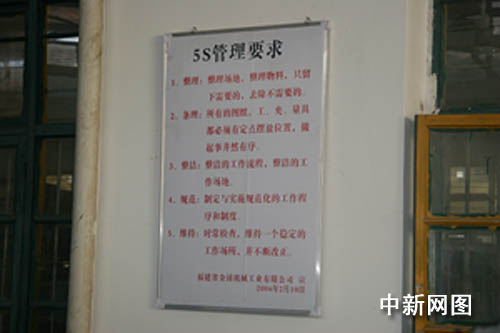 5S管理要求
1、整理：整理场地，整理物料，只留
下需要的，去除不需要的。
2、条理：所有的图纸、工、夹、量具
都必须有定点摆放位置，做
起事井然有序。
3、整洁：整洁的工作流程，整洁的工
作场地。
4、规范：制定与实施规范化的工作程
序和制度。
5、维持：时常检查，维持一个稳定的
工作场所，并不断改正。
福建省金浦机械工业有限公司 宣
2006年2月10日
中新网图